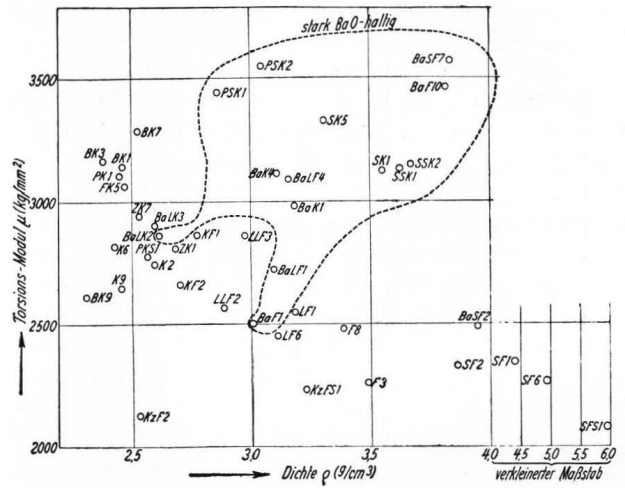 stark BaO-haltig
BaSF7
PSK2
3500
BaF10
PSK1
SK5
BK7
BK3
BK1
SK1
SSK2
PK1
BaK4
BaLF4
SSK1
FK5
3000
ZK7
BaLK3
BaK1
BaLK2
KF1
LLF3
K6
PKS1
ZK1
K2
BaLF1
K9
KF2
BK9
LLF2
LF1
2500
BaF1
F8
BaSF2
LF6
SF2
SF1
SF6
F3
KzFS1
KzF2
SFS1
2000
2,5
3,0
3,5
4,0
4,5
5,0
5,5
6,0
Torsions-Modul μ (kg/mm²)
Dichte ρ (g/cm³)
verkleinerter Maßstab